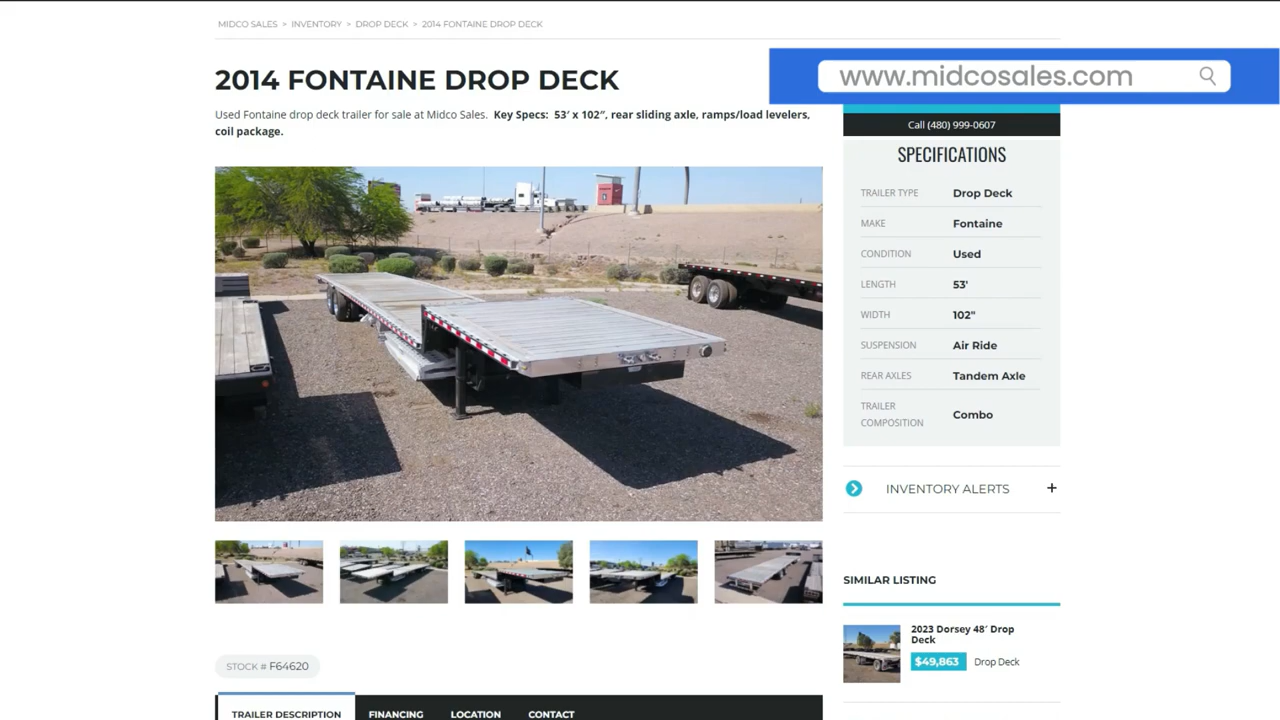 MIDCO SALES > INVENTORY > DROP DECK > 2014 FONTAINE DROP DECK
2014 FONTAINE DROP DECK
www.midcosales.com
Used Fontaine drop deck trailer for sale at Midco Sales. Key Specs: 53′ x 102″, rear sliding axle, ramps/load levelers,
coil package.
Call (480) 999-0607
SPECIFICATIONS
TRAILER TYPE Drop Deck
MAKE Fontaine
CONDITION Used
LENGTH 53'
WIDTH 102"
SUSPENSION Air Ride
REAR AXLES Tandem Axle
TRAILER
COMPOSITION Combo
INVENTORY ALERTS +
SIMILAR LISTING
2023 Dorsey 48′ Drop
Deck
$49,863 Drop Deck
STOCK # F64620
TRAILER DESCRIPTION FINANCING LOCATION CONTACT